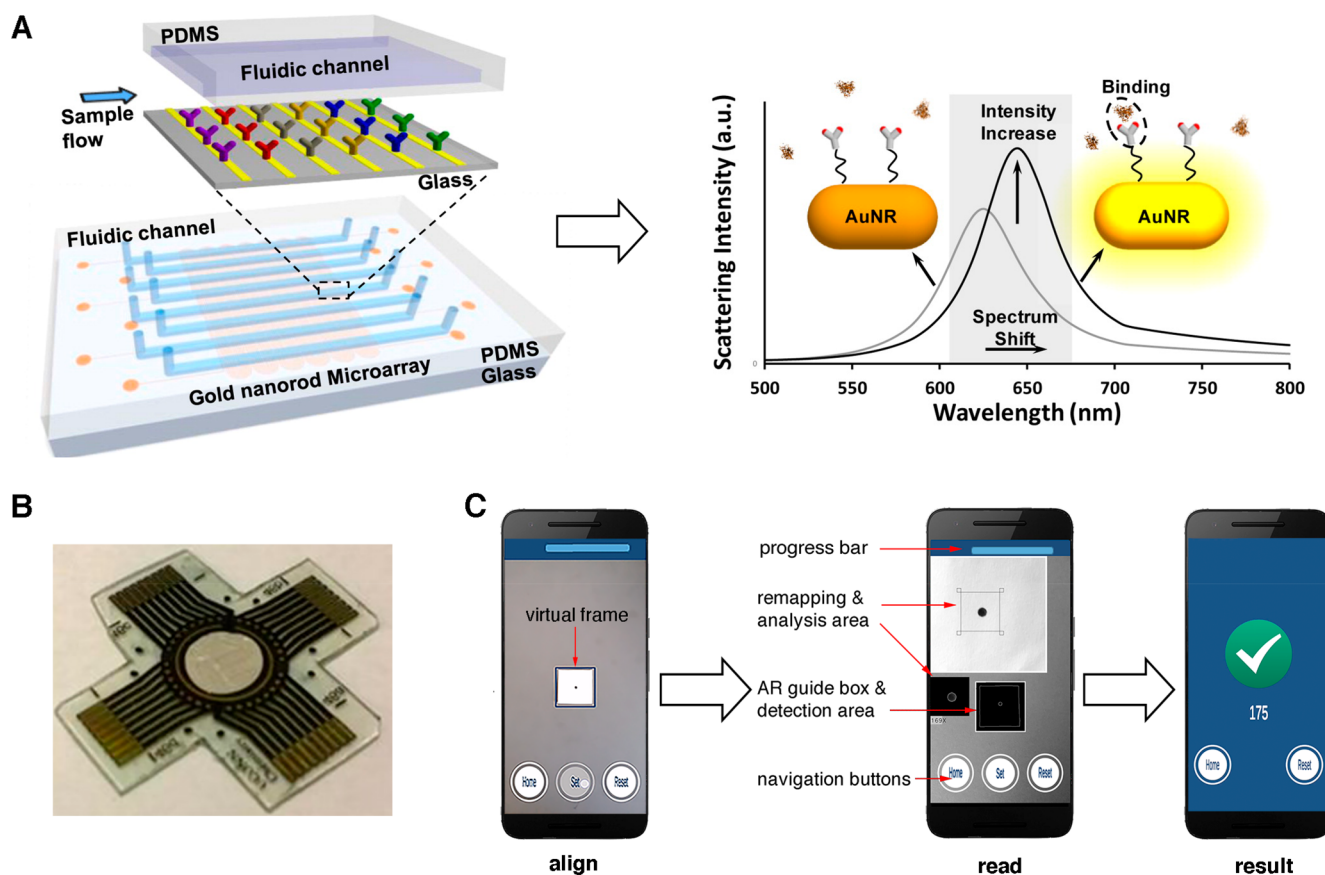 A
PDMS
Fluidic channel
Sample
flow
Glass
Fluidic channel
PDMS
Glass
Gold nanorod Microarray
Scattering Intensity (a.u.)
Intensity
Increase
Binding
AuNR
AuNR
Spectrum
Shift
0
500
550
600
650
700
750
800
Wavelength (nm)
B
C
virtual frame
Home
Set
Reset
align
progress bar
remapping &
analysis area
AR guide box &
detection area
navigation buttons
169X
Home
Set
Reset
read
175
Home
Reset
result